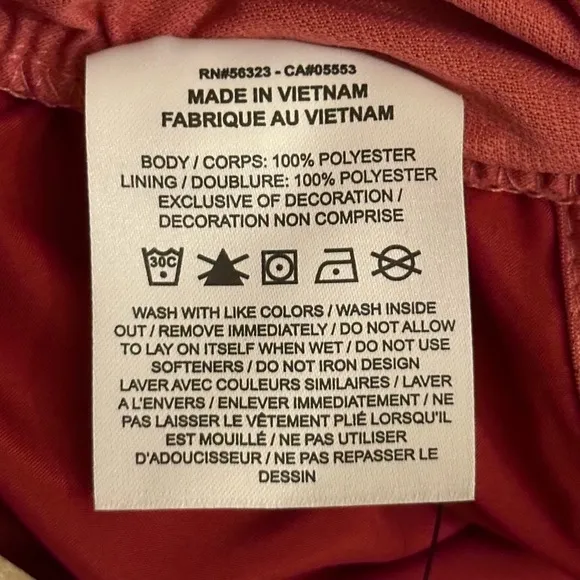 RN#56323 - CA#05553
MADE IN VIETNAM
FABRIQUE AU VIETNAM
BODY / CORPS: 100% POLYESTER
LINING / DOUBLURE: 100% POLYESTER
EXCLUSIVE OF DECORATION /
DECORATION NON COMPRISE
30C
WASH WITH LIKE COLORS / WASH INSIDE
OUT / REMOVE IMMEDIATELY / DO NOT ALLOW
TO LAY ON ITSELF WHEN WET / DO NOT USE
SOFTENERS / DO NOT IRON DESIGN
LAVER AVEC COULEURS SIMILAIRES / LAVER
A L'ENVERS / ENLEVER IMMEDIATEMENT / NE
PAS LAISSER LE VÊTEMENT PLIÉ LORSQU'IL
EST MOUILLÉ / NE PAS UTILISER
D'ADOUCISSEUR / NE PAS REPASSER LE
DESSIN